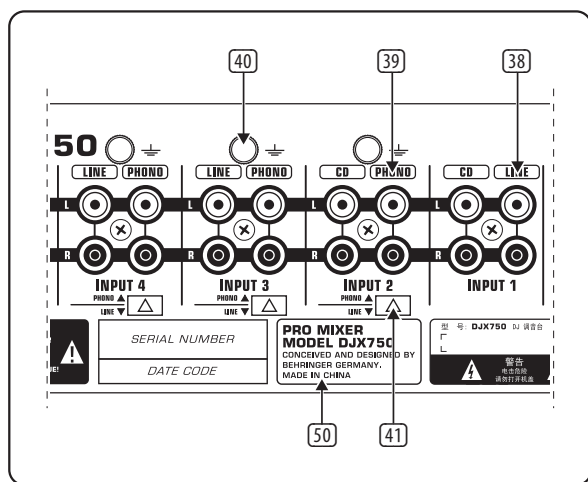 40 39 38
50
LINE PHONO LINE PHONO CD PHONO CD LINE
L L L L
R R R R
INPUT 4 INPUT 3 INPUT 2 INPUT 1
PHONO PHONO PHONO
LINE LINE LINE
SERIAL NUMBER
DATE CODE
PRO MIXER
MODEL DJX750
CONCEIVED AND DESIGNED BY
BEHRINGER GERMANY.
MADE IN CHINA
型 号: DJX750 DJ 调音台
警告
电击危险
请勿打开机盖
50 41